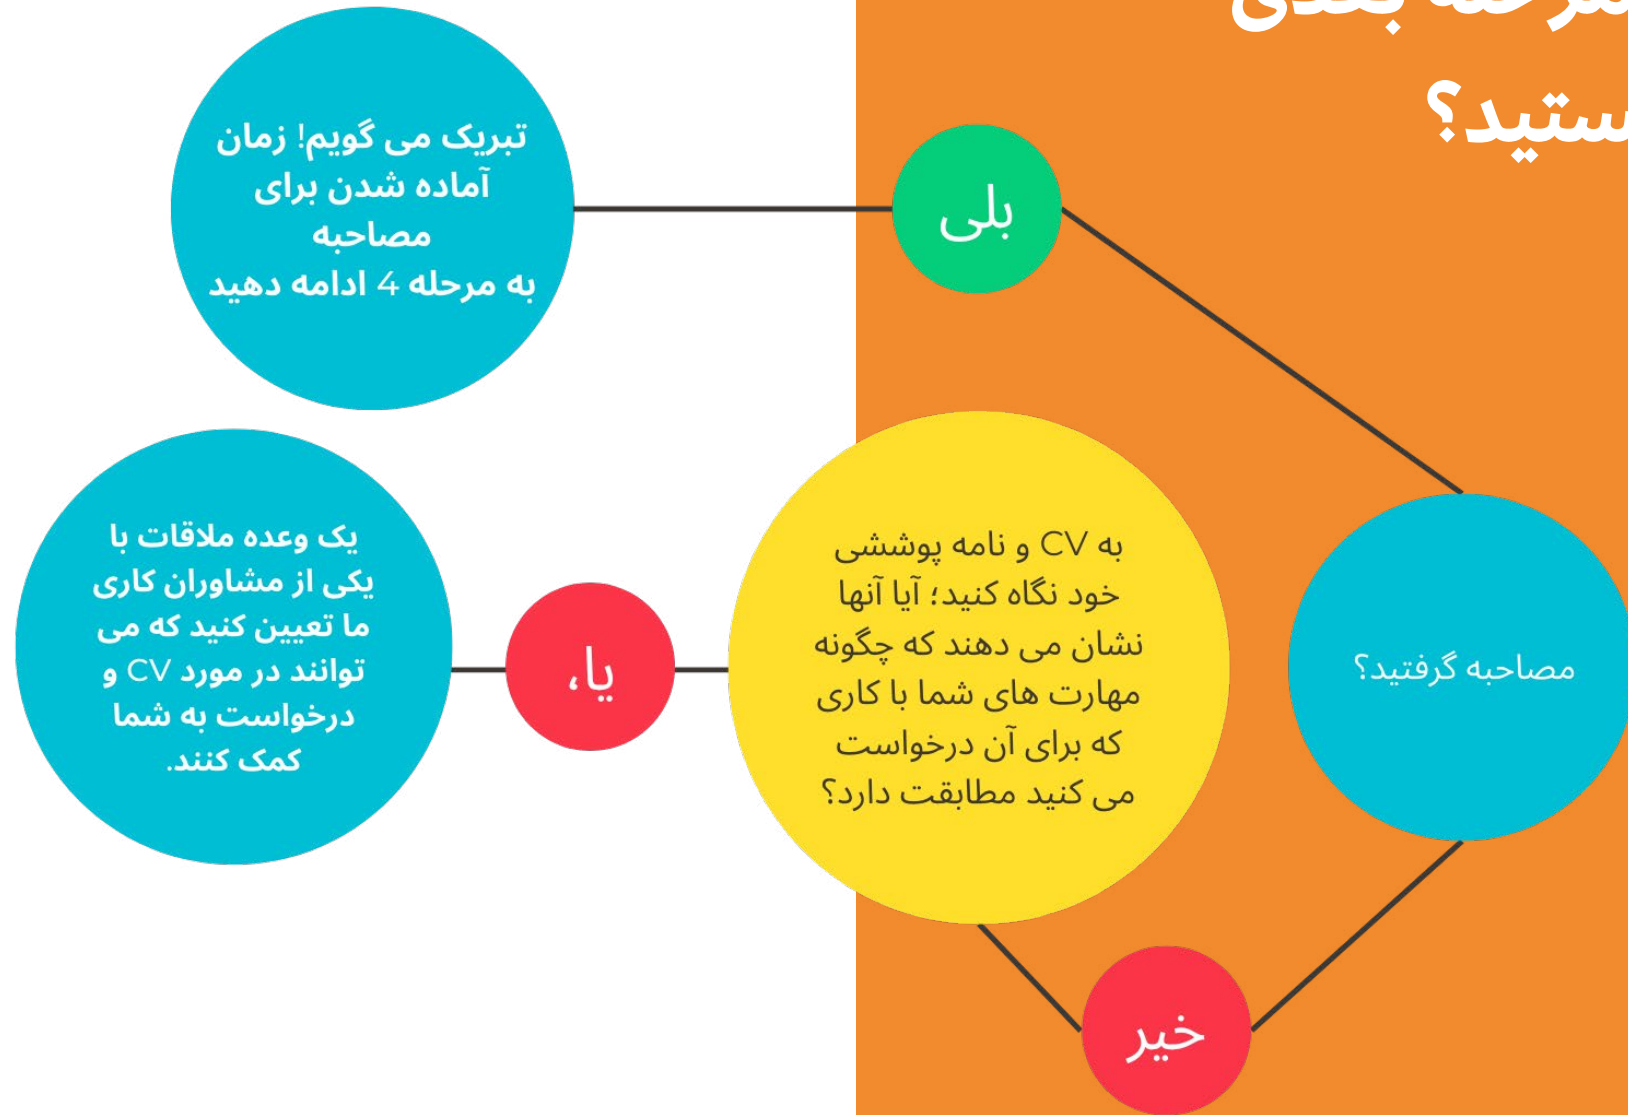 بعدی
تبریک می گویم! زمان
آماده شدن برای
مصاحبه
به مرحله 4 ادامه دهید
بلی
مصاحبه گرفتید؟
به CV و نامه پوششی
خود نگاه کنید؛ آیا آنها
نشان می دهند که چگونه
مهارت های شما با کاری
که برای آن درخواست
می کنید مطابقت دارد؟
یا،
یک وعده ملاقات با
یکی از مشاوران کاری
ما تعیین کنید که می
توانند در مورد CV و
درخواست به شما
کمک کنند.
خیر